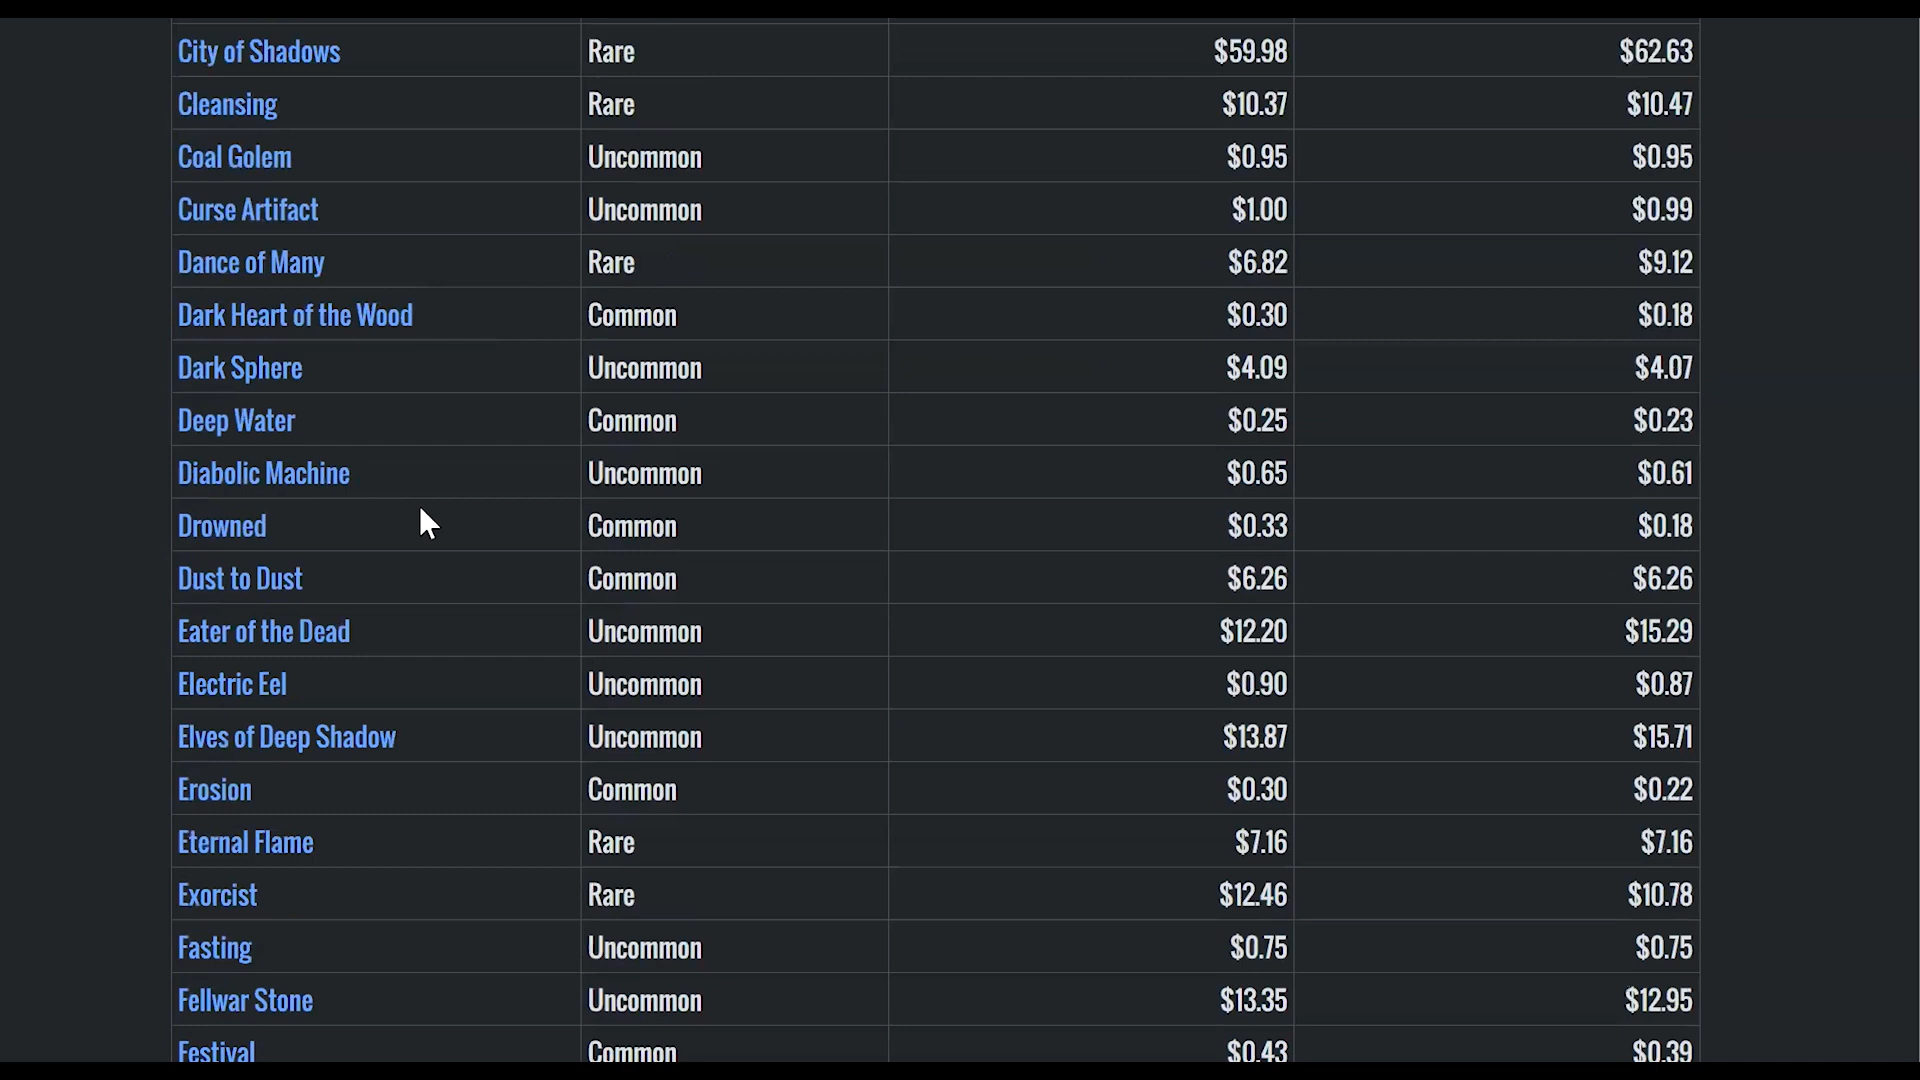 City of Shadows Rare $59.98 $62.63
Cleansing Rare $10.37 $10.47
Coal Golem Uncommon $0.95 $0.95
Curse Artifact Uncommon $1.00 $0.99
Dance of Many Rare $6.82 $9.12
Dark Heart of the Wood Common $0.30 $0.18
Dark Sphere Uncommon $4.09 $4.07
Deep Water Common $0.25 $0.23
Diabolic Machine Uncommon $0.65 $0.61
Drowned Common $0.33 $0.18
Dust to Dust Common $6.26 $6.26
Eater of the Dead Uncommon $12.20 $15.29
Electric Eel Uncommon $0.90 $0.87
Elves of Deep Shadow Uncommon $13.87 $15.71
Erosion Common $0.30 $0.22
Eternal Flame Rare $7.16 $7.16
Exorcist Rare $12.46 $10.78
Fasting Uncommon $0.75 $0.75
Fellwar Stone Uncommon $13.35 $12.95
Festival Common $0.43 $0.39